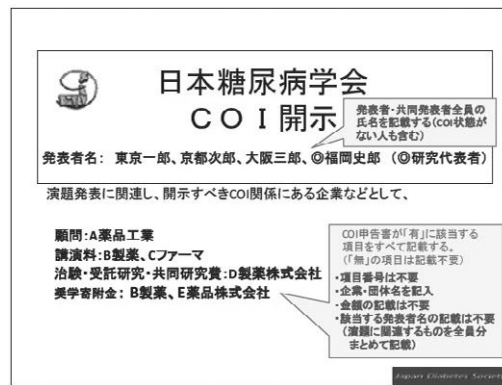 日本糖尿病学会
COI開示
発表者・共同発表者全員の
氏名を記載する(COI状態が
ない人も含む)
発表者名: 東京一郎、京都次郎、大阪三郎、◎福岡史郎 (◎研究代表者)
演題発表に関連し、開示すべきCOI関係にある企業などとして、
顧問:A薬品工業
講演料:B製薬、Cファーマ
治験・受託研究・共同研究費:D製薬株式会社
奨学寄附金: B製薬、E薬品株式会社
COI申告書が「有」に該当する
項目をすべて記載する。
(「無」の項目は記載不要)
・項目番号は不要
・企業・団体名を記入
・金額の記載は不要
・該当する発表者名の記載は不要
(演題に関連するものを全員分
まとめて記載)
Japan Diabetes Societ